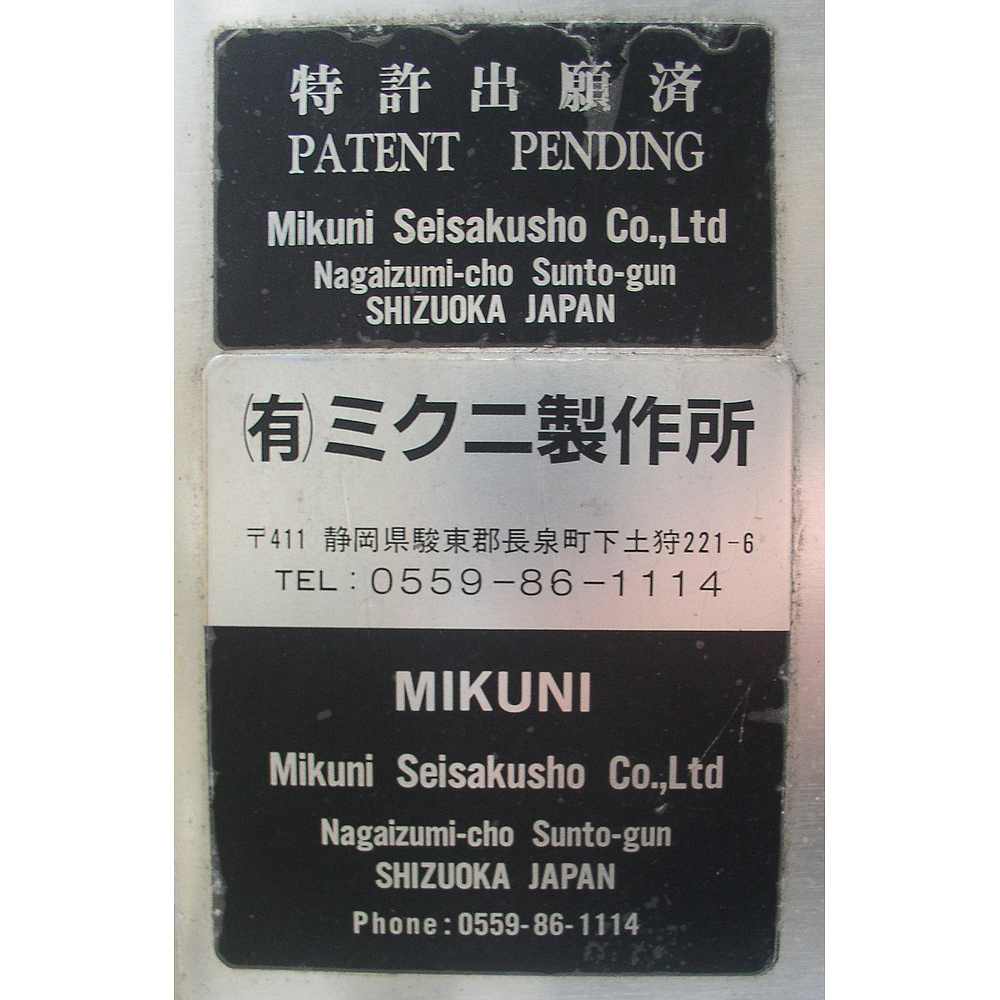 特許出願済
PATENT PENDING
Mikuni Seisakusho Co.,Ltd
Nagaizumi-cho Sunto-gun
SHIZUOKA JAPAN
㈲ミクニ製作所
〒411 静岡県駿東郡長泉町下土狩221-6
TEL：0559-86-1114
MIKUNI
Mikuni Seisakusho Co.,Ltd
Nagaizumi-cho Sunto-gun
SHIZUOKA JAPAN
Phone:0559-86-1114